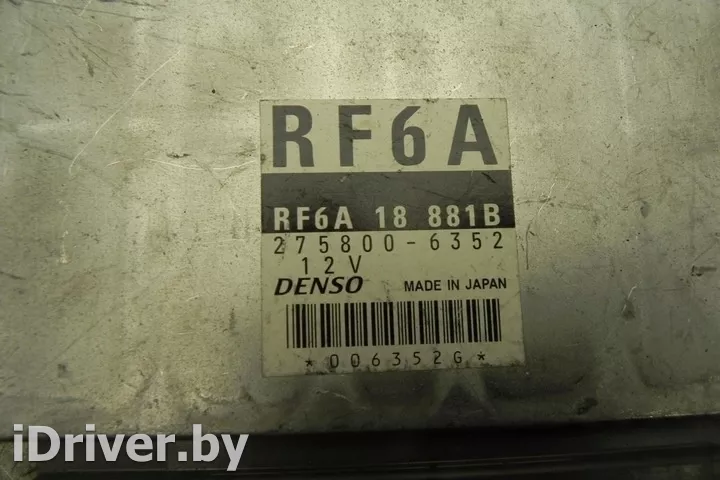 RF6A
RF6A 18 881B
275800-6352
12V
DENSO MADE IN JAPAN
*006352G*
iDriver.by